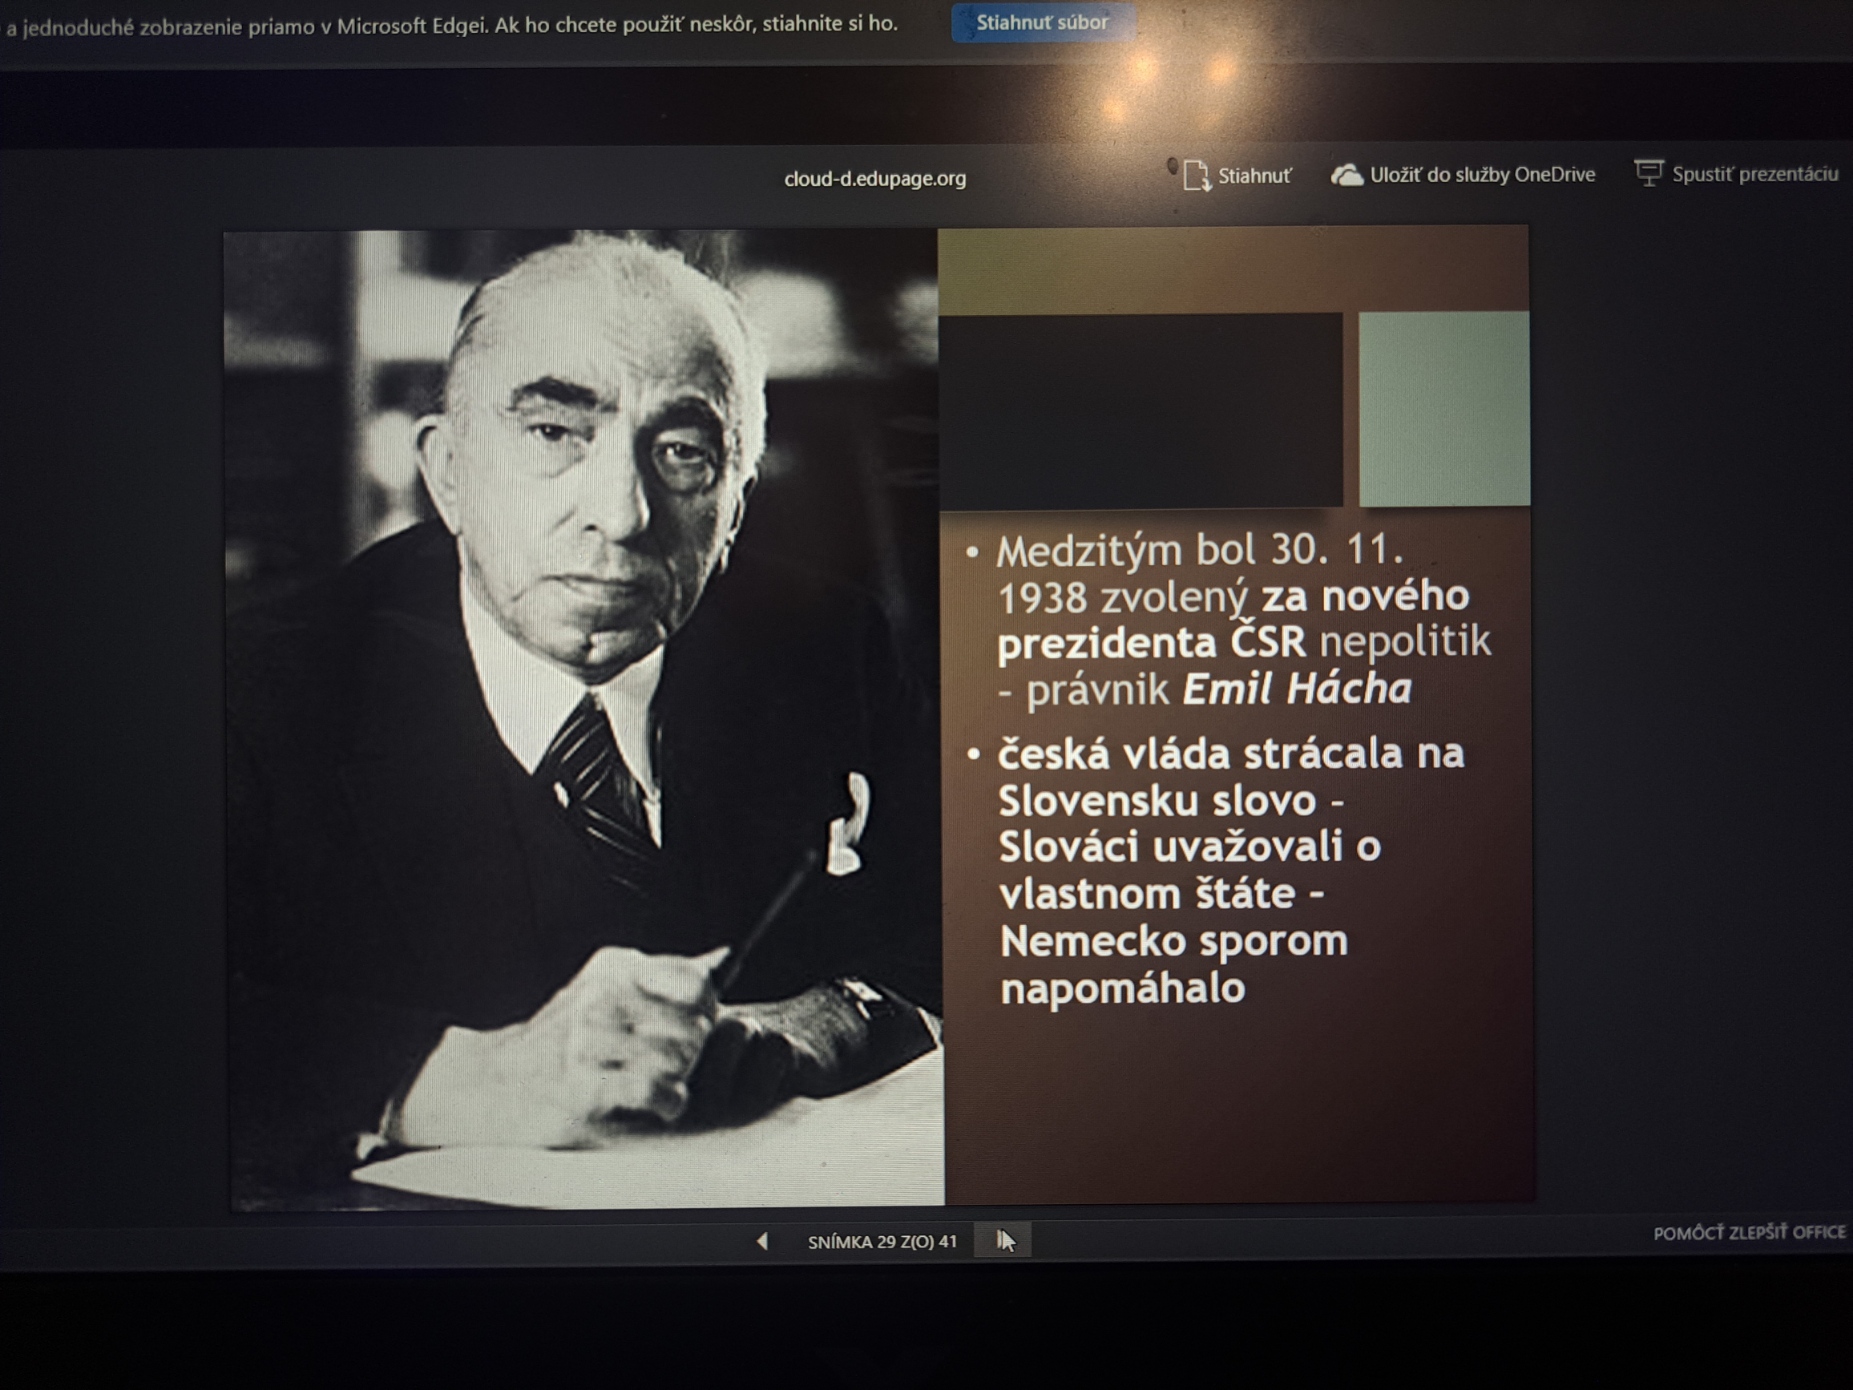 a jednoduché zobrazenie priamo v Microsoft Edgei. Ak ho chcete použiť neskôr, stiahnite si ho.
Stiahnuť súbor
cloud-d.edupage.org
Stiahnuť
Uložiť do služby OneDrive
Spustiť prezentáciu
• Medzitým bol 30. 11.
1938 zvolený za nového
prezidenta ČSR nepolitik
- právnik Emil Hácha
• česká vláda strácala na
Slovensku slovo -
Slováci uvažovali o
vlastnom štáte -
Nemecko sporom
napomáhalo
SNÍMKA 29 Z(O) 41
POMÔCŤ ZLEPŠIŤ OFFICE